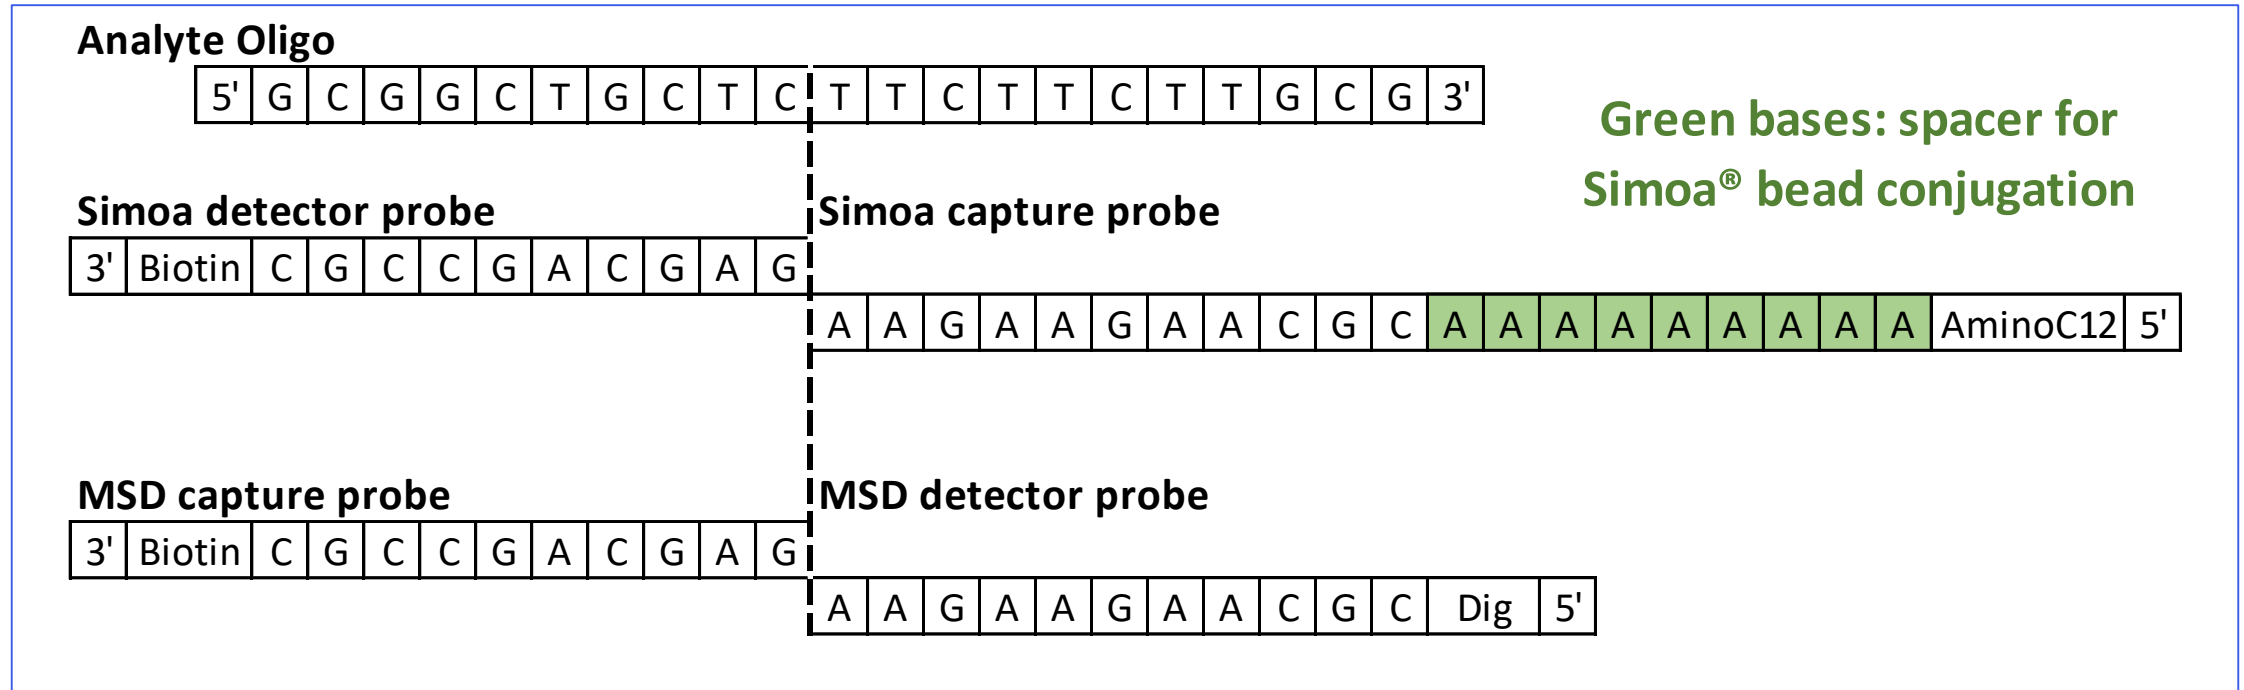 Analyte Oligo
5' G C G G C T G C T C T T C T T C T T G C G 3'
Green bases: spacer for
Simoa® bead conjugation
Simoa detector probe
Simoa capture probe
3' Biotin C G C C G A C G A G
A A G A A G A A C G C A A A A A A A A A AminoC12 5'
MSD capture probe
MSD detector probe
3' Biotin C G C C G A C G A G
A A G A A G A A C G C Dig 5'